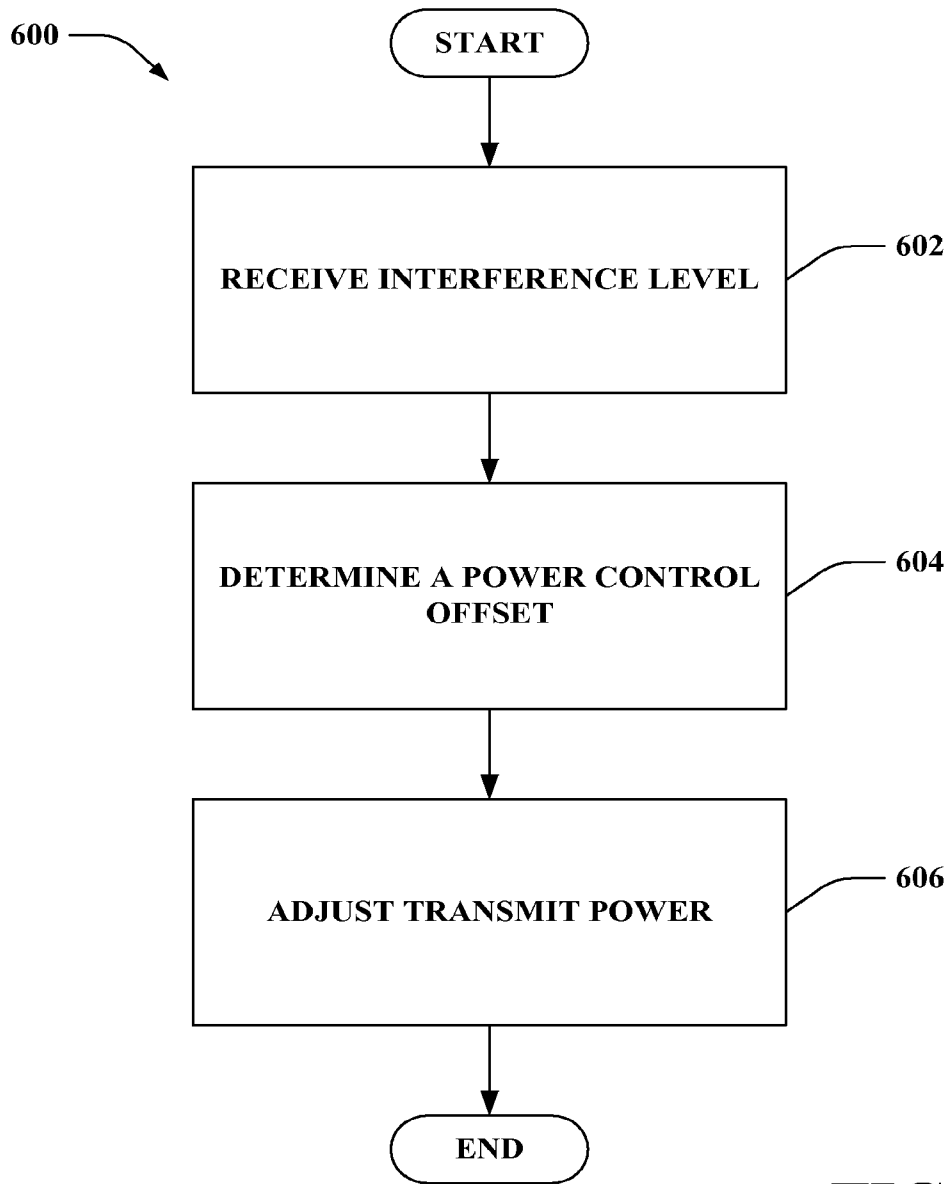 600
START
RECEIVE INTERFERENCE LEVEL
602
DETERMINE A POWER CONTROL
OFFSET
604
ADJUST TRANSMIT POWER
606
END